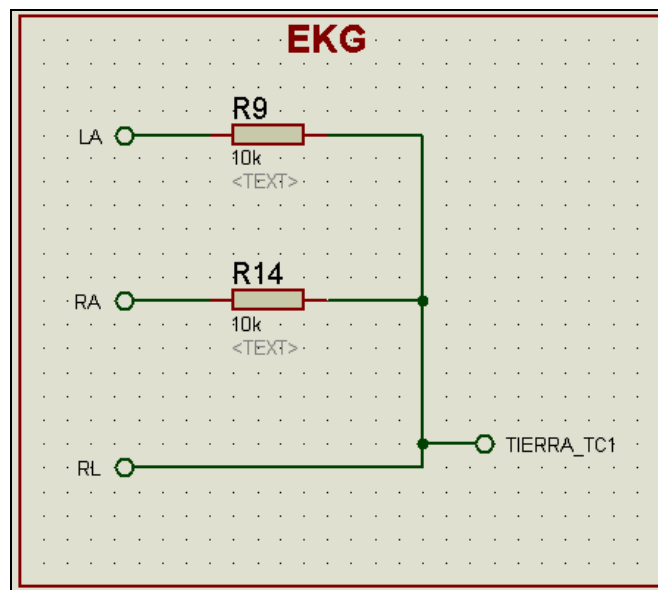 EKG
R9
LA
10k
<TEXT>
R14
RA
10k
<TEXT>
TIERRA_TC1
RL